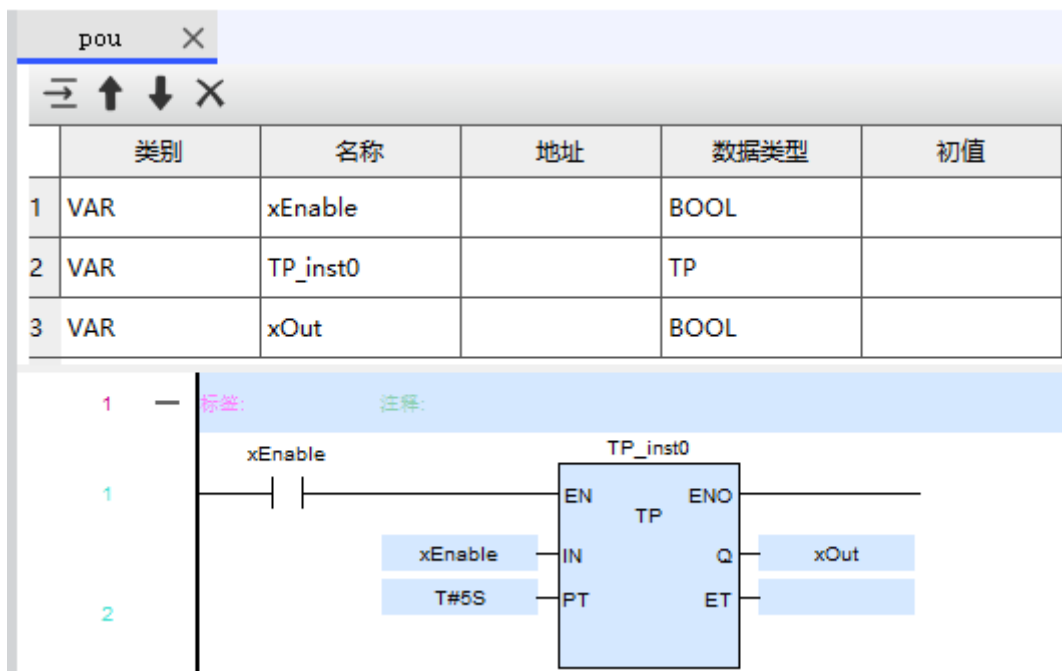 pou
类别 名称 地址 数据类型 初值
1 VAR xEnable BOOL
2 VAR TP_inst0 TP
3 VAR xOut BOOL
1 标签: 注释:
xEnable TP_inst0
1 EN ENO
TP
xEnable IN Q xOut
T#5S PT ET
2